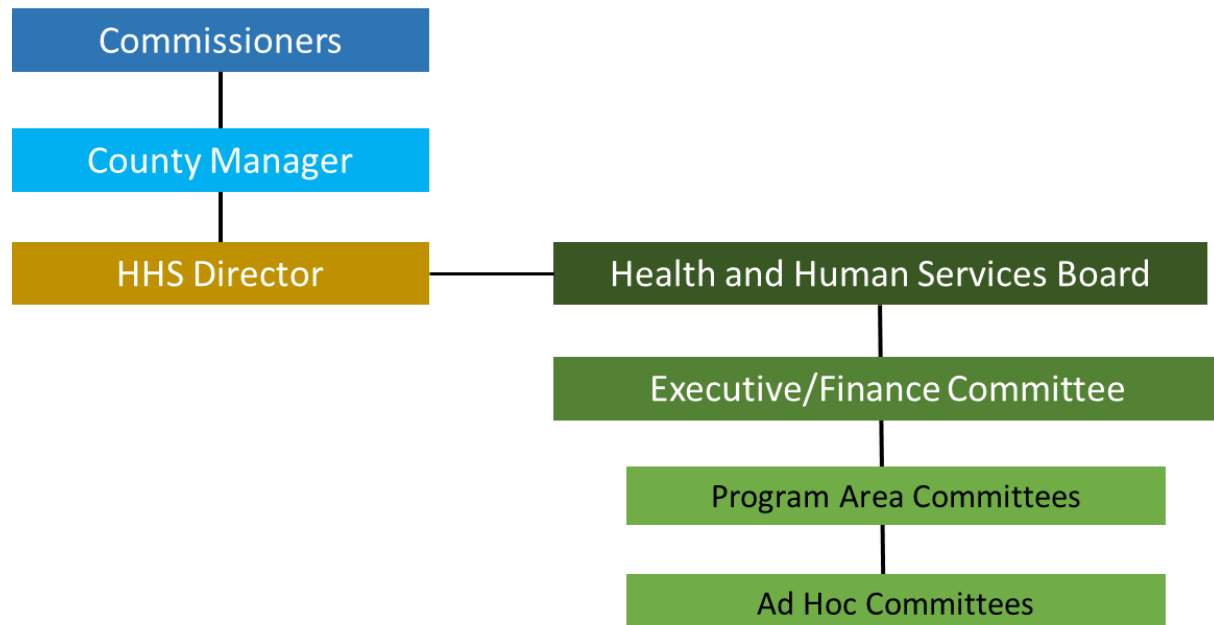 Commissioners
County Manager
HHS Director
Health and Human Services Board
Executive/Finance Committee
Program Area Committees
Ad Hoc Committees